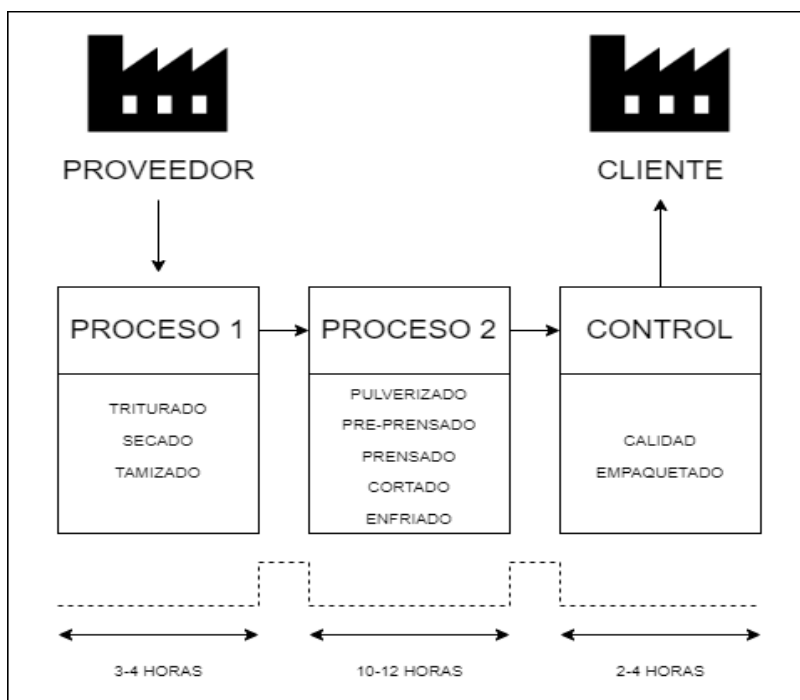 PROVEEDOR
CLIENTE
PROCESO 1
PROCESO 2
CONTROL
TRITURADO
SECADO
TAMIZADO
PULVERIZADO
PRE-PRENSADO
PRENSADO
CORTADO
ENFRIADO
CALIDAD
EMPAQUETADO
3-4 HORAS
10-12 HORAS
2-4 HORAS